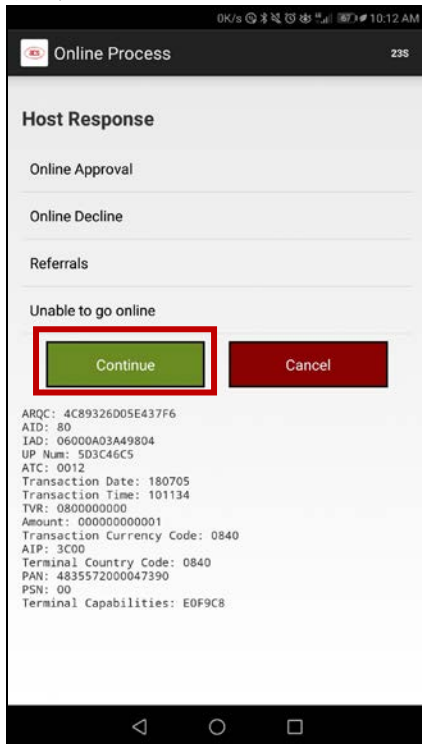 0K/s 67 10:12 AM
ACS Online Process 23S
Host Response
Online Approval
Online Decline
Referrals
Unable to go online
Continue Cancel
ARQC: 4C89326D05E437F6
AID: 80
IAD: 06000A03A49804
UP Num: 5D3C46C5
ATC: 0012
Transaction Date: 180705
Transaction Time: 101134
TVR: 0800000000
Amount: 000000000001
Transaction Currency Code: 0840
AIP: 3C00
Terminal Country Code: 0840
PAN: 4835572000047390
PSN: 00
Terminal Capabilities: E0F9C8